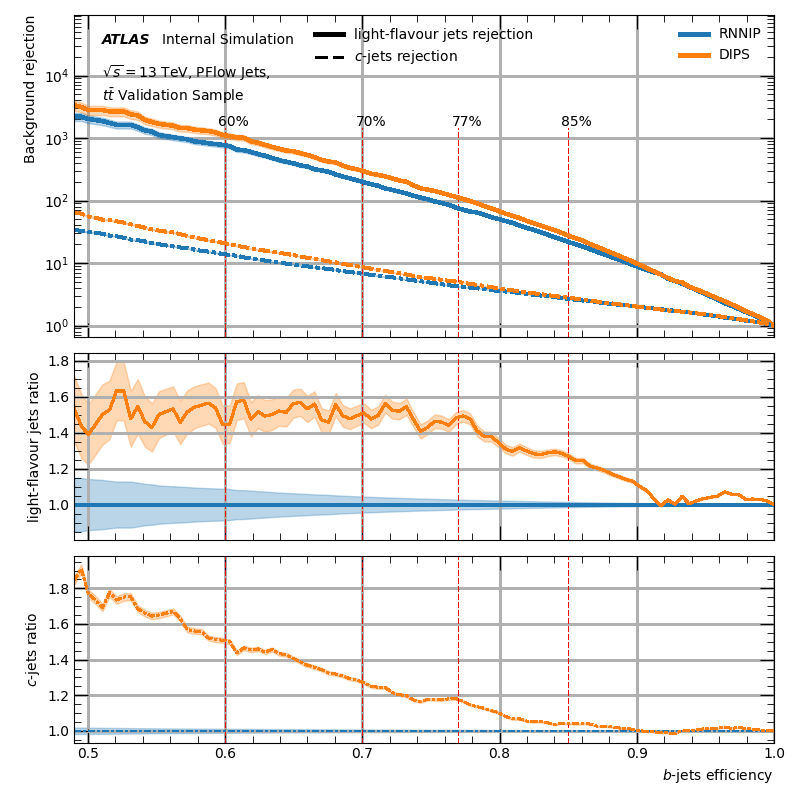 ATLAS Internal Simulation
√s = 13 TeV, PFlow Jets,
tt̄ Validation Sample
light-flavour jets rejection
c-jets rejection
RNNIP
DIPS
60% 70% 77% 85%
Background rejection
10⁴
10³
10²
10¹
10⁰
light-flavour jets ratio
1.8
1.6
1.4
1.2
1.0
c-jets ratio
1.8
1.6
1.4
1.2
1.0
0.5 0.6 0.7 0.8 0.9 1.0
b-jets efficiency